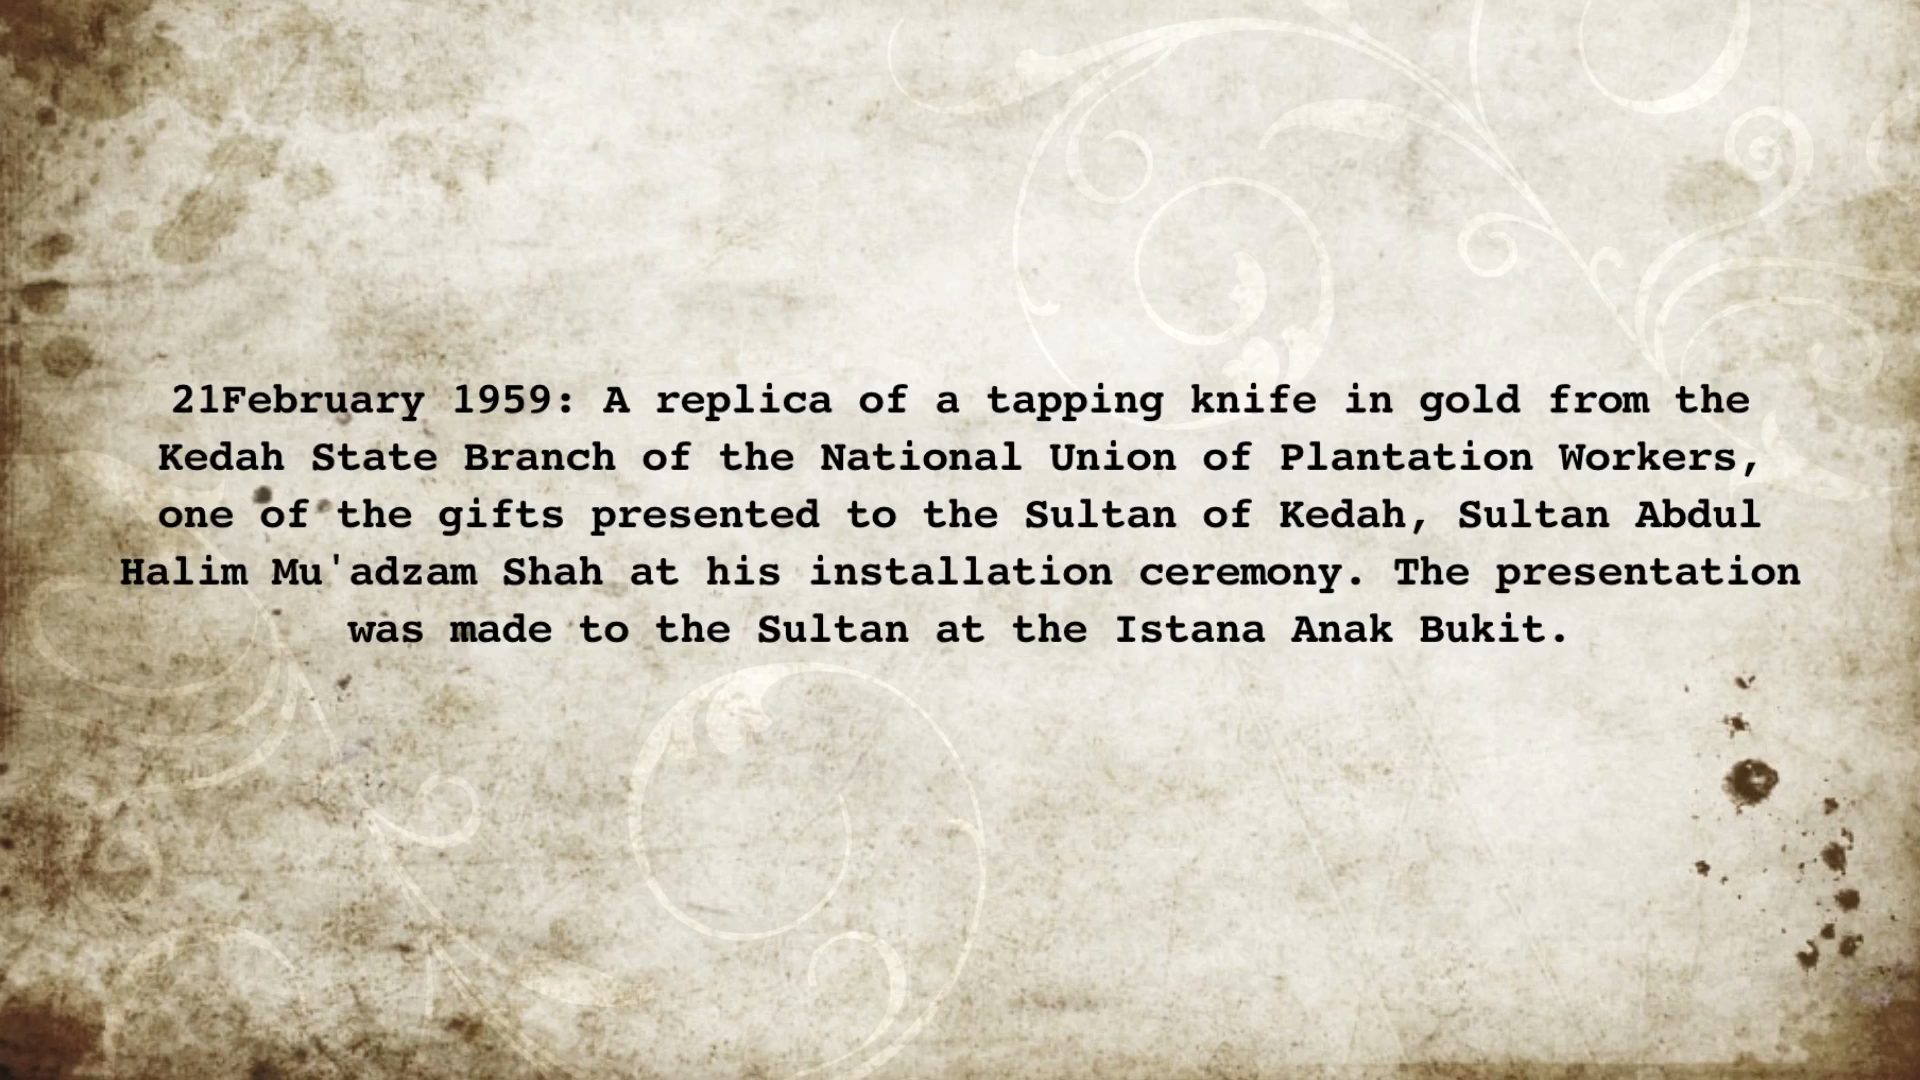 21February 1959: A replica of a tapping knife in gold from the
Kedah State Branch of the National Union of Plantation Workers,
one of the gifts presented to the Sultan of Kedah, Sultan Abdul
Halim Mu'adzam Shah at his installation ceremony. The presentation
was made to the Sultan at the Istana Anak Bukit.